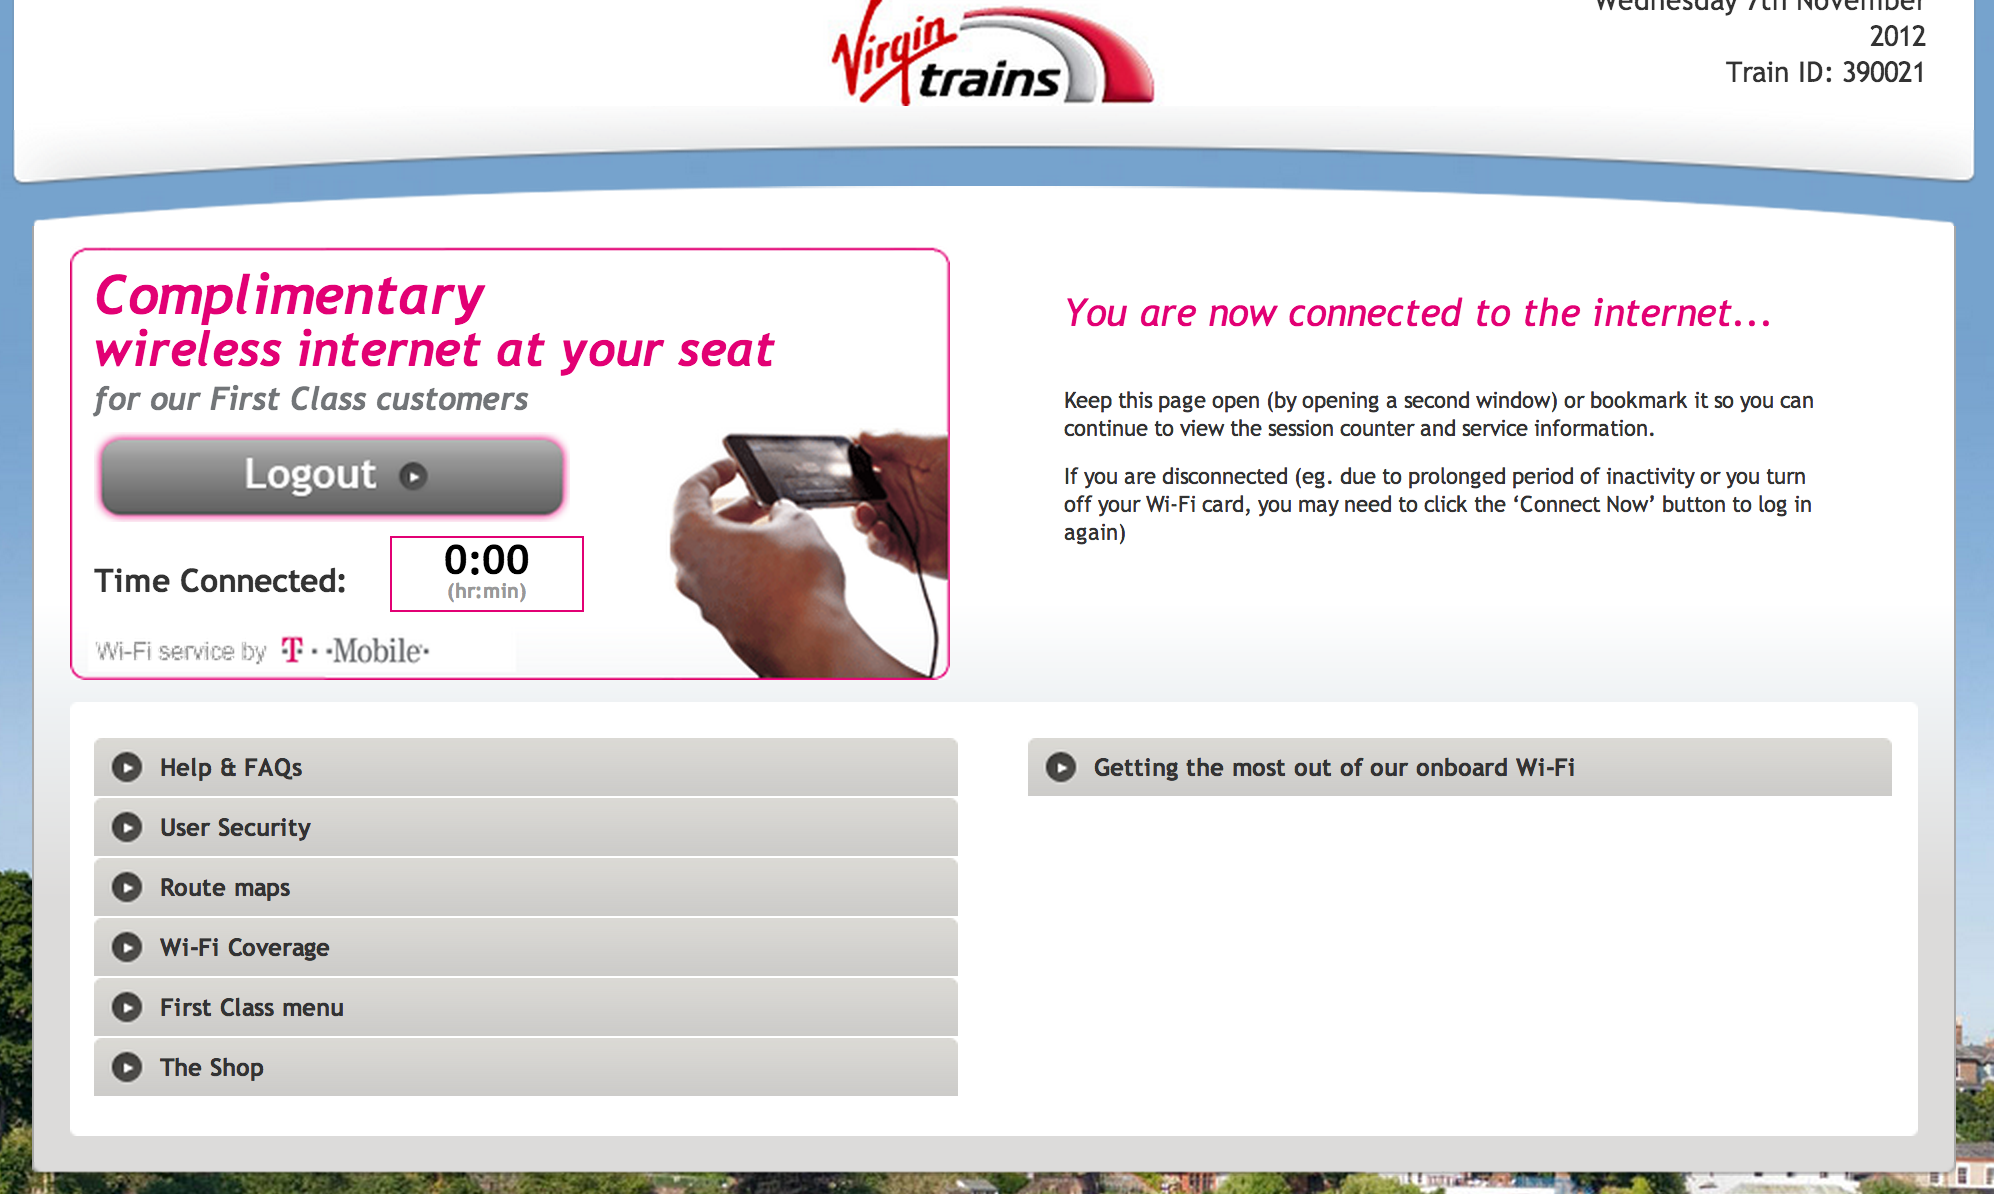 Virgin
trains
Wednesday 7th November
2012
Train ID: 390021
Complimentary
wireless internet at your seat
for our First Class customers
Logout
Time Connected:
0:00
(hr:min)
Wi-Fi service by T··Mobile·
You are now connected to the internet...
Keep this page open (by opening a second window) or bookmark it so you can
continue to view the session counter and service information.
If you are disconnected (eg. due to prolonged period of inactivity or you turn
off your Wi-Fi card, you may need to click the ‘Connect Now’ button to log in
again)
Help & FAQs
User Security
Route maps
Wi-Fi Coverage
First Class menu
The Shop
Getting the most out of our onboard Wi-Fi